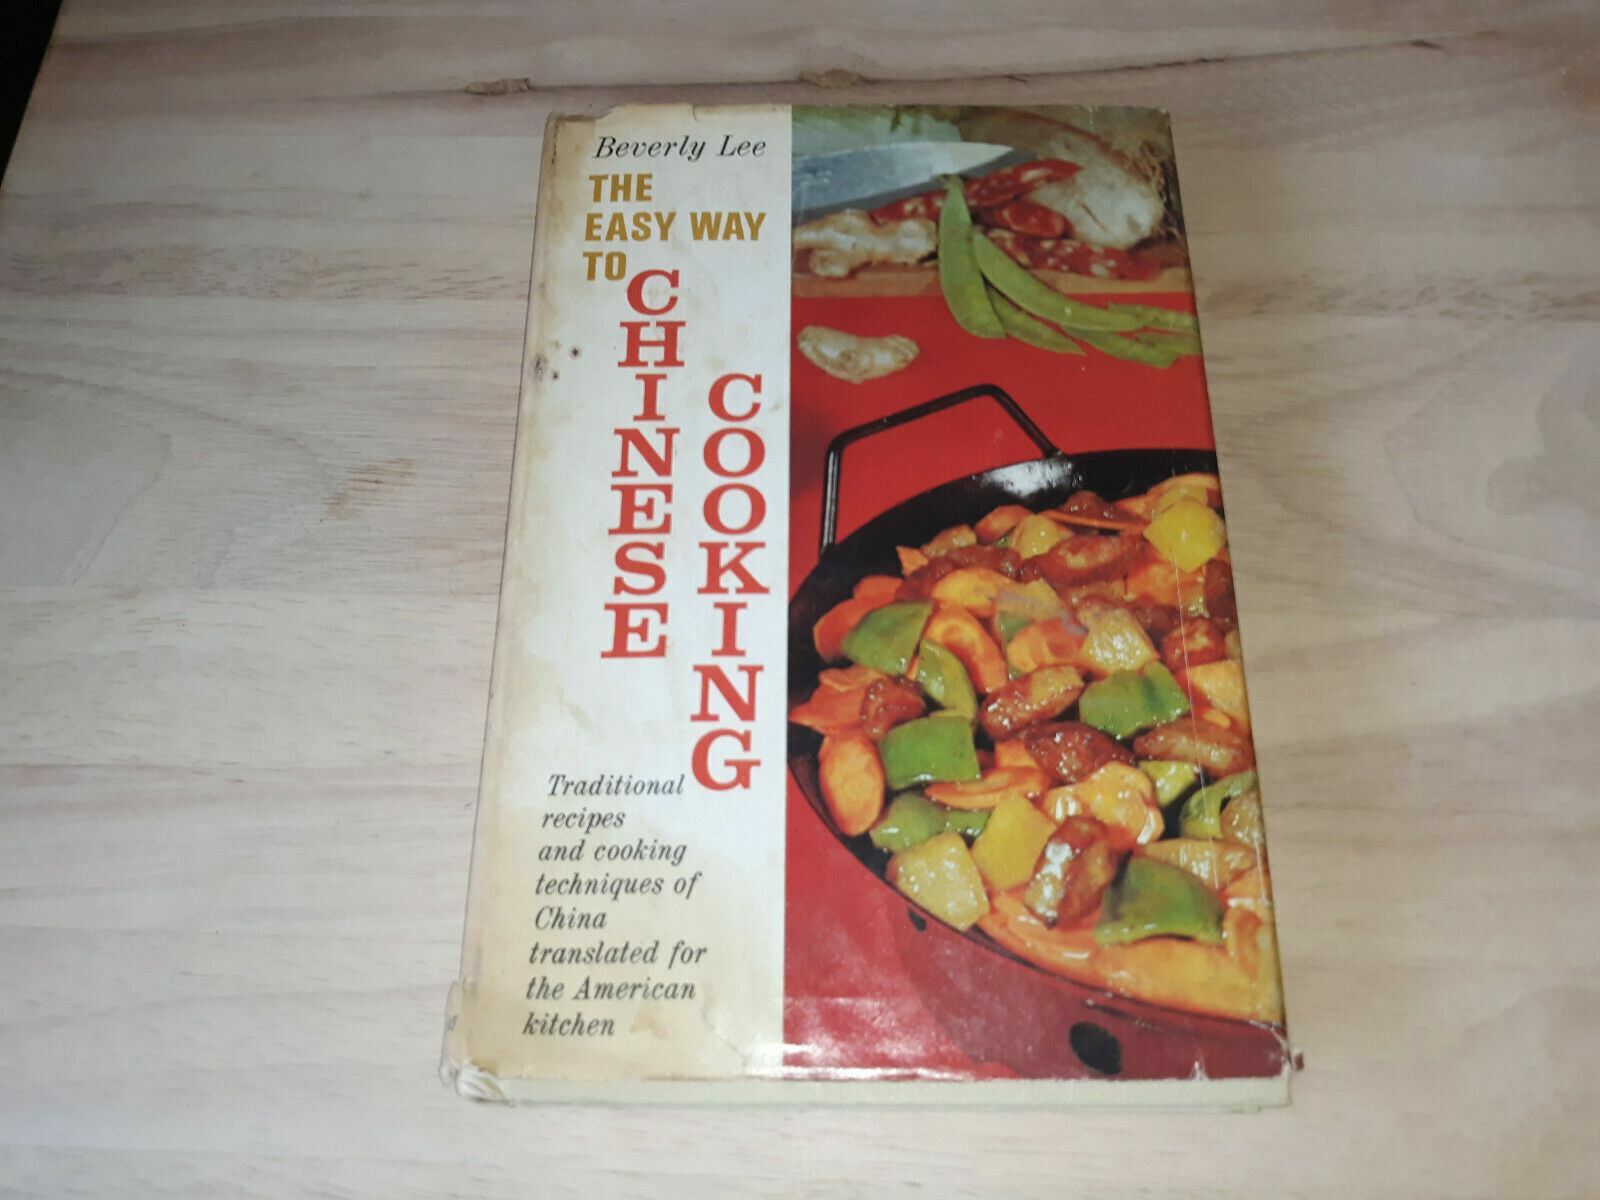 Beverly Lee
THE
EASY WAY
TO
CHINESE
COOKING
Traditional
recipes
and cooking
techniques of
China
translated for
the American
kitchen